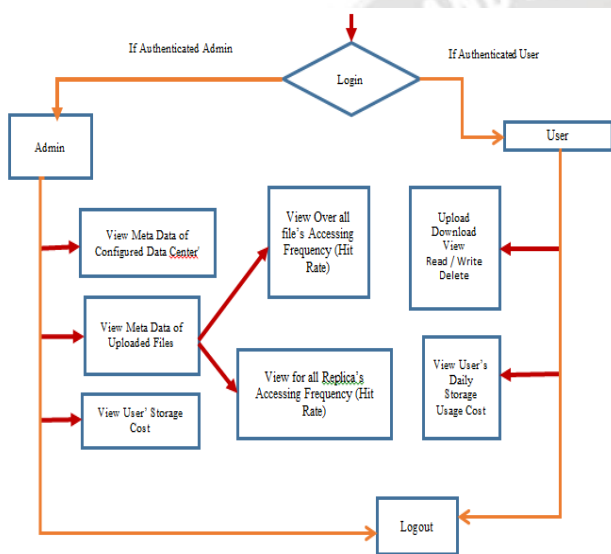 If Authenticated Admin
If Authenticated User
Login
Admin
User
View Meta Data of
Configured Data Center'
View Over all
file's Accessing
Frequency (Hit
Rate)
Upload
Download
View
Read / Write
Delete
View Meta Data of
Uploaded Files
View for all Replica's
Accessing Frequency (Hit
Rate)
View User's
Daily
Storage
Usage Cost
View User' Storage
Cost
Logout